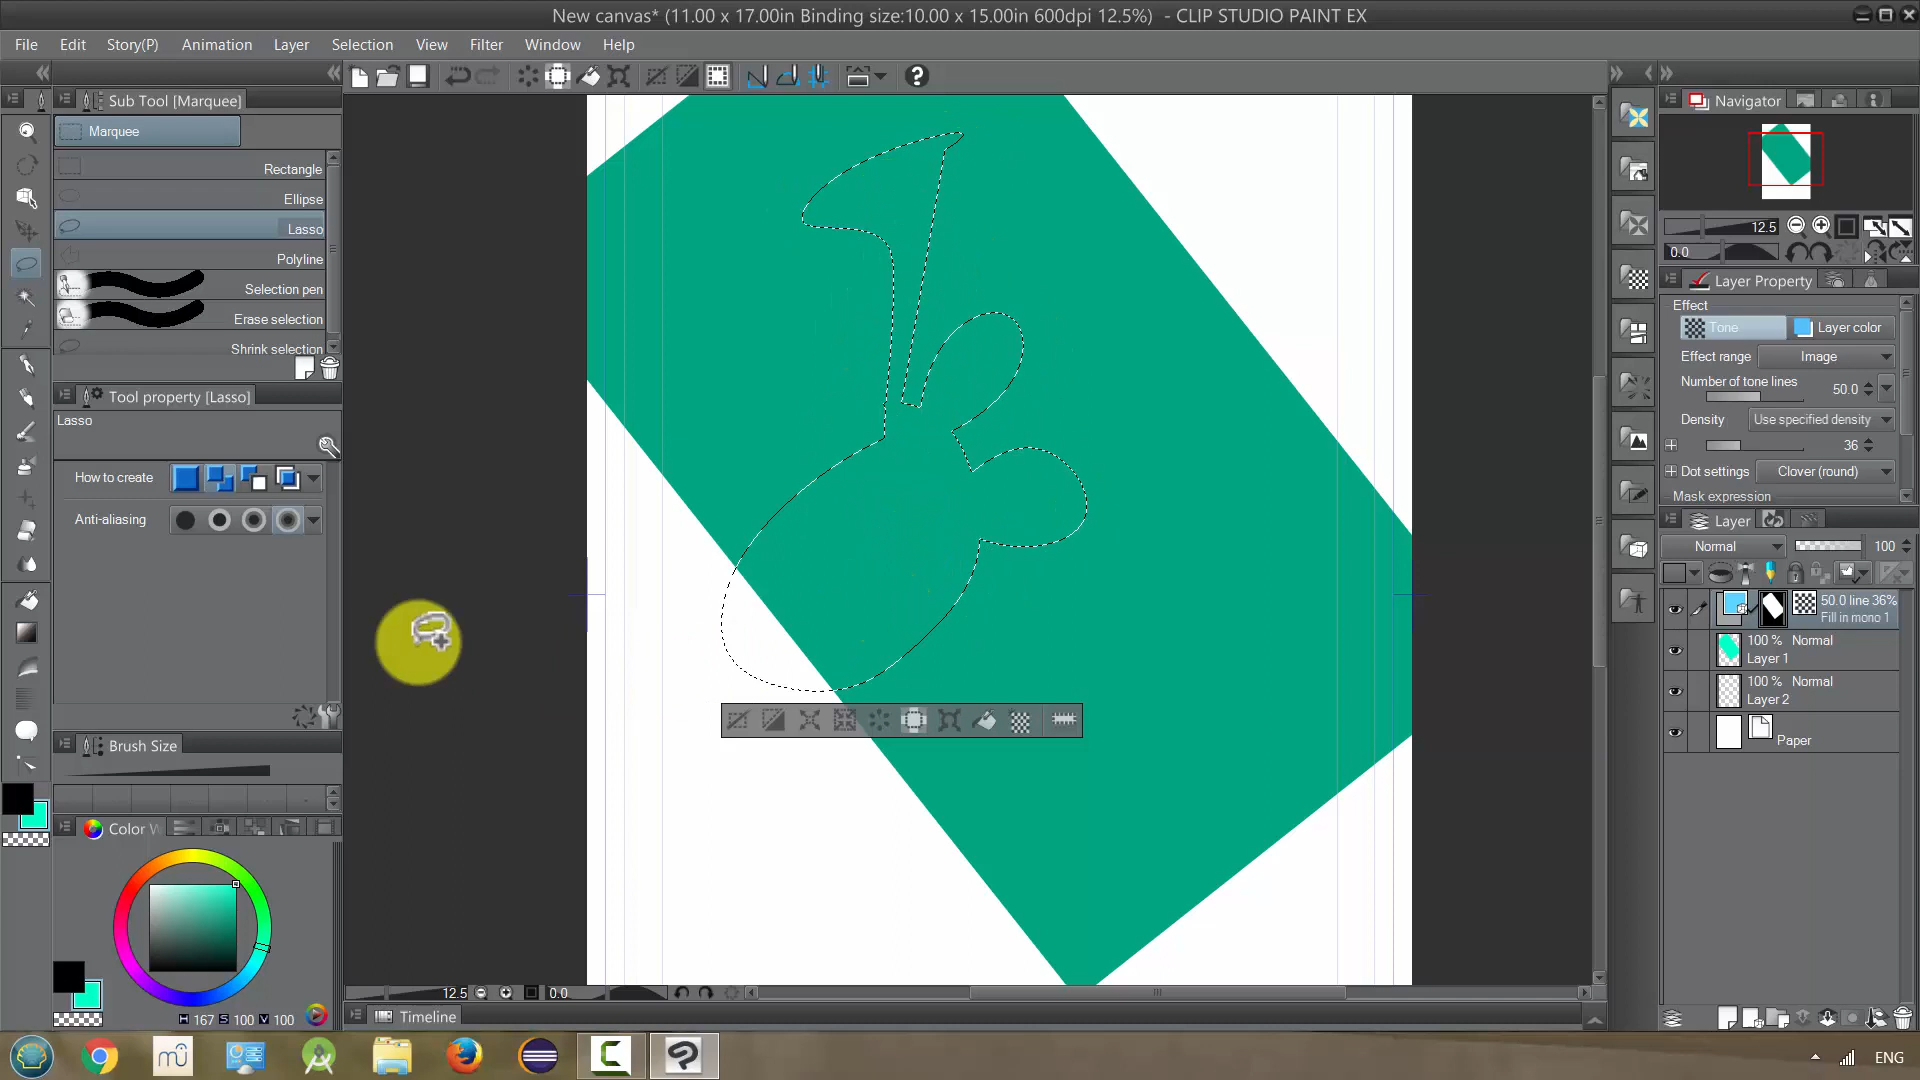 New canvas* (11.00 x 17.00in Binding size:10.00 x 15.00in 600dpi 12.5%) - CLIP STUDIO PAINT EX
File Edit Story(P) Animation Layer Selection View Filter Window Help
Sub Tool [Marquee]
Marquee
Rectangle
Ellipse
Lasso
Polyline
Selection pen
Erase selection
Shrink selection
Tool property [Lasso]
Lasso
How to create
Anti-aliasing
Brush Size
Color W
H 167 S 100 V 100
12.5 0.0
Timeline
Navigator
12.5
0.0
Layer Property
Effect
Tone Layer color
Effect range Image
Number of tone lines 50.0
Density Use specified density
36
Dot settings Clover (round)
Mask expression
Layer
Normal 100
50.0 line 36%
Fill in mono 1
100 % Normal
Layer 1
100 % Normal
Layer 2
Paper
ENG